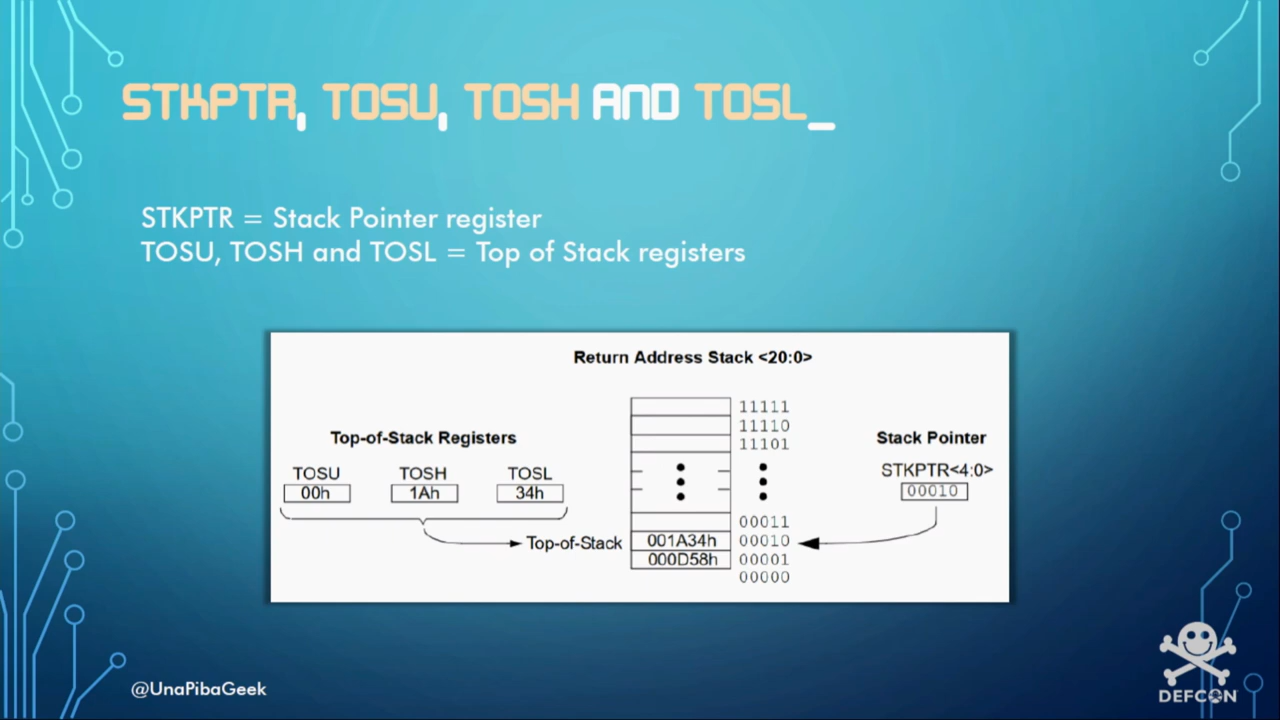 STKPTR, TOSU, TOSH AND TOSL_
STKPTR = Stack Pointer register
TOSU, TOSH and TOSL = Top of Stack registers
Return Address Stack <20:0>
11111
11110
11101
Top-of-Stack Registers
Stack Pointer
TOSU TOSH TOSL
STKPTR<4:0>
00h 1Ah 34h
00010
00011
Top-of-Stack 001A34h 00010
000D58h 00001
00000
@UnaPibaGeek
DEFCON